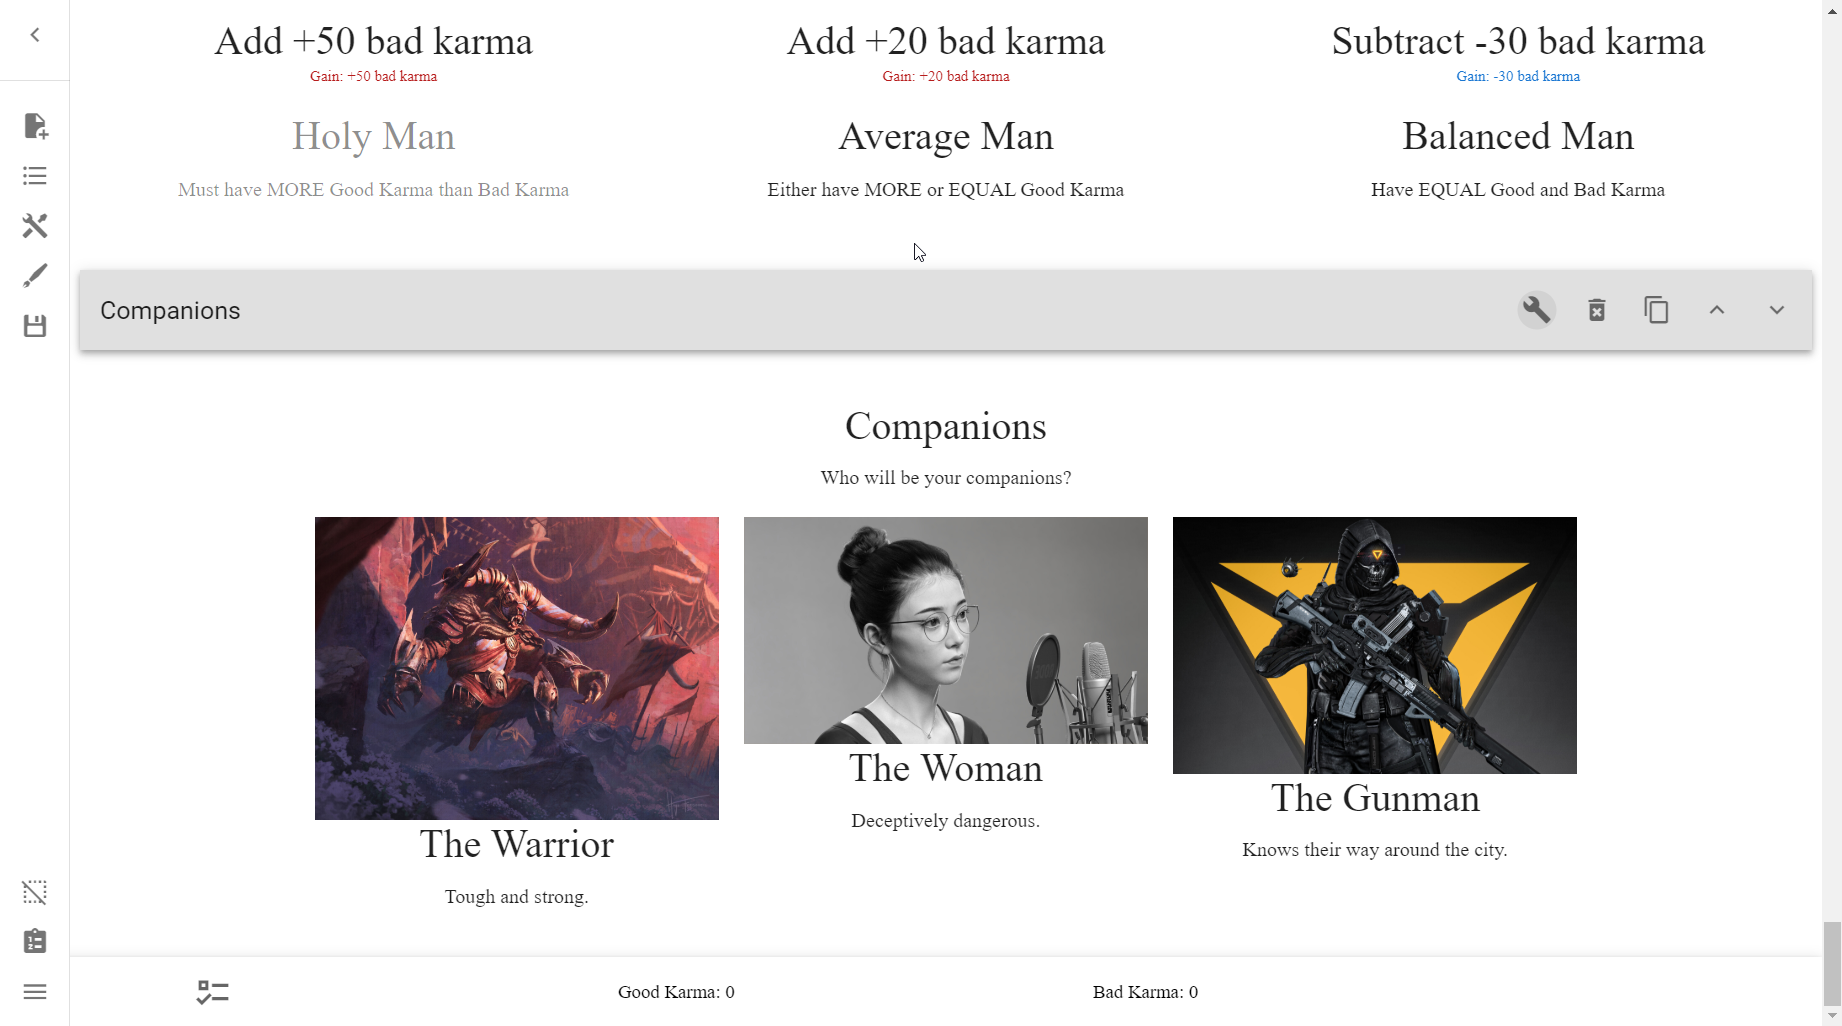 Add +50 bad karma
Gain: +50 bad karma
Add +20 bad karma
Gain: +20 bad karma
Subtract -30 bad karma
Gain: -30 bad karma
Holy Man
Must have MORE Good Karma than Bad Karma
Average Man
Either have MORE or EQUAL Good Karma
Balanced Man
Have EQUAL Good and Bad Karma
Companions
Companions
Who will be your companions?
The Warrior
Tough and strong.
The Woman
Deceptively dangerous.
The Gunman
Knows their way around the city.
Good Karma: 0
Bad Karma: 0